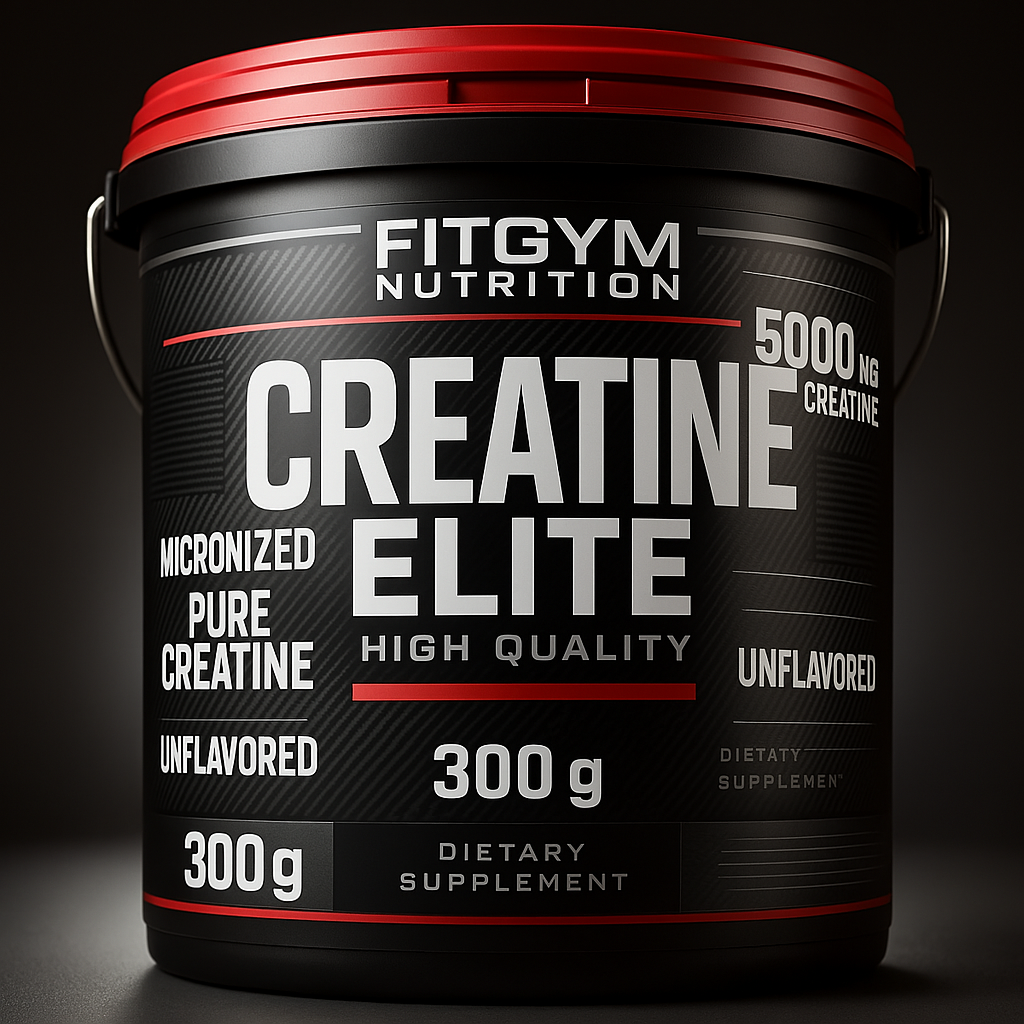 FITGYM
NUTRITION
5000 NG
CREATINE
CREATINE
ELITE
HIGH QUALITY
MICRONIZED
PURE
CREATINE
UNFLAVORED
300 g
300 g
DIETARY
SUPPLEMENT
UNFLAVORED
DIETATY
SUPPLEMEN